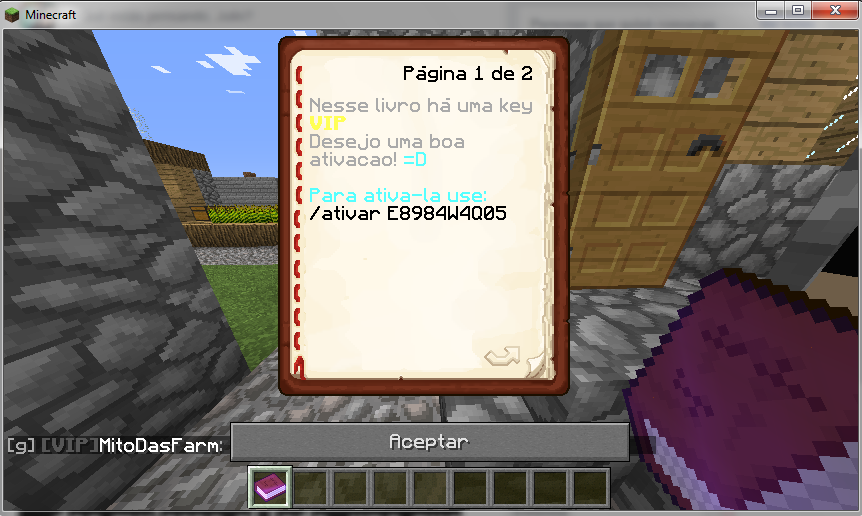 Minecraft
Página 1 de 2
Nesse livro há uma key
VIP
Desejo uma boa
ativacao! =D
Para ativa-la use:
/ativar E8984W4Q05
[g] [VIP]MitoDasFarm:
Aceptar